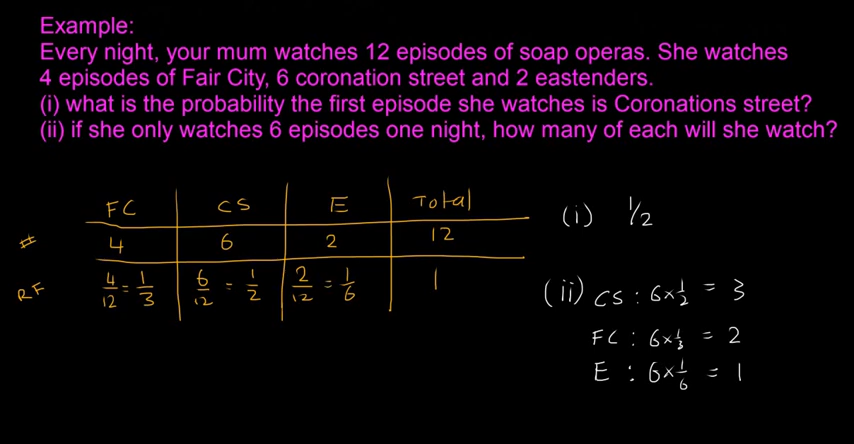 Example:
Every night, your mum watches 12 episodes of soap operas. She watches
4 episodes of Fair City, 6 coronation street and 2 eastenders.
(i) what is the probability the first episode she watches is Coronations street?
(ii) if she only watches 6 episodes one night, how many of each will she watch?
FC CS E Total
# 4 6 2 12
RF 4/12 = 1/3 6/12 = 1/2 2/12 = 1/6 1
(i) 1/2
(ii) CS : 6 × 1/2 = 3
FC : 6 × 1/3 = 2
E : 6 × 1/6 = 1